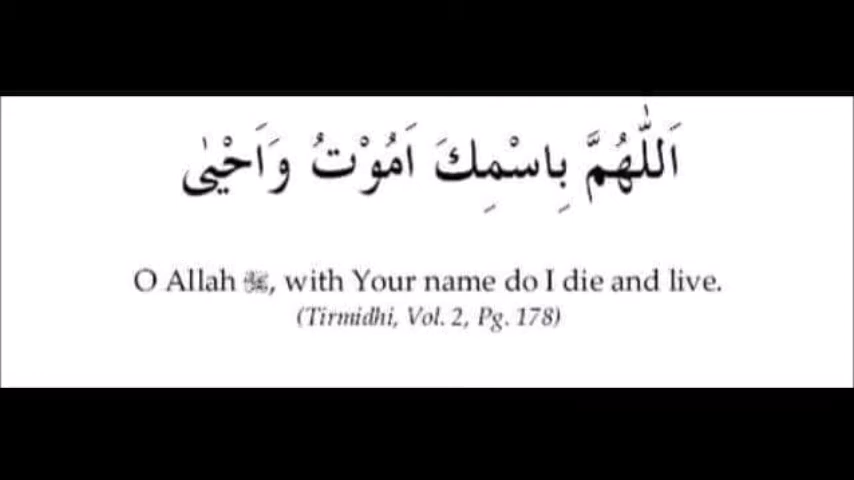 اَللّٰهُمَّ بِاسْمِكَ اَمُوْتُ وَاَحْيٰى
O Allah ﷻ, with Your name do I die and live.
(Tirmidhi, Vol. 2, Pg. 178)